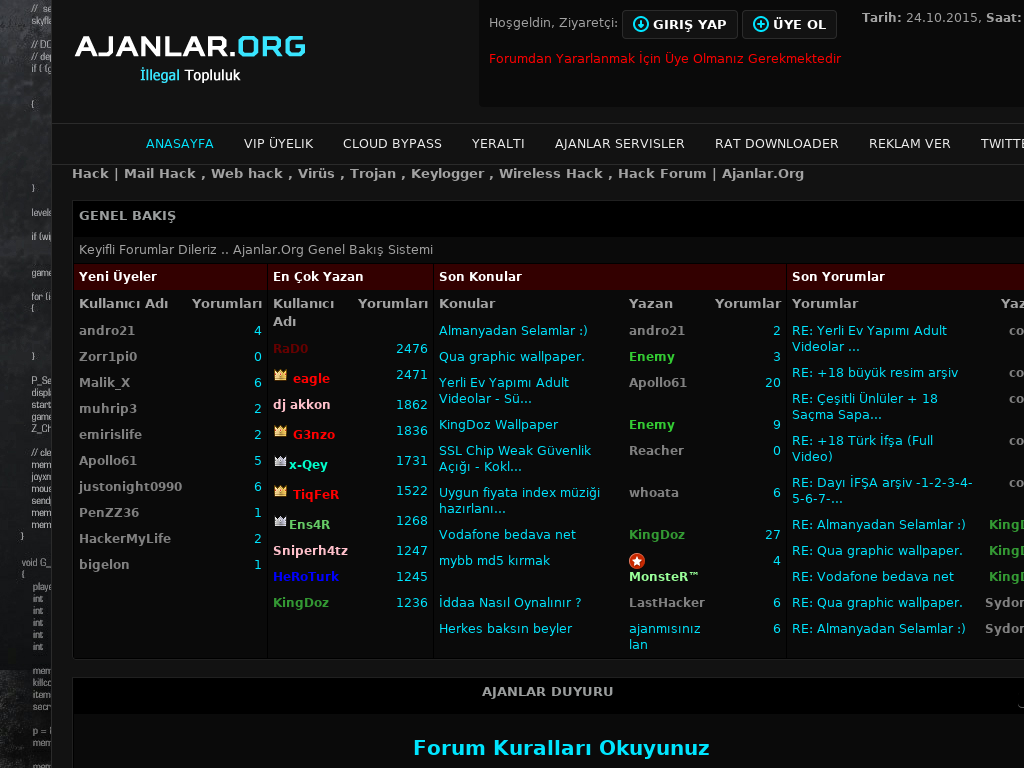 Hoşgeldin, Ziyaretçi: GIRIŞ YAP ÜYE OL
Tarih: 24.10.2015, Saat:
AJANLAR.ORG
İllegal Topluluk
Forumdan Yararlanmak İçin Üye Olmanız Gerekmektedir
ANASAYFA VIP ÜYELIK CLOUD BYPASS YERALTI AJANLAR SERVISLER RAT DOWNLOADER REKLAM VER TWITTE
Hack | Mail Hack , Web hack , Virüs , Trojan , Keylogger , Wireless Hack , Hack Forum | Ajanlar.Org
GENEL BAKIŞ
Keyifli Forumlar Dileriz .. Ajanlar.Org Genel Bakış Sistemi
Yeni Üyeler
Kullanıcı Adı Yorumları
andro21 4
Zorr1pi0 0
Malik_X 6
muhrip3 2
emirislife 2
Apollo61 5
justonight0990 6
PenZZ36 1
HackerMyLife 2
bigelon 1
En Çok Yazan
Kullanıcı Adı Yorumları
RaD0 2476
eagle 2471
dj akkon 1862
G3nzo 1836
x-Qey 1731
TiqFeR 1522
Ens4R 1268
Sniperh4tz 1247
HeRoTurk 1245
KingDoz 1236
Son Konular
Konular Yazan Yorumlar
Almanyadan Selamlar :) andro21 2
Qua graphic wallpaper. Enemy 3
Yerli Ev Yapımı Adult Apollo61 20
Videolar - Sü...
KingDoz Wallpaper Enemy 9
SSL Chip Weak Güvenlik Reacher 0
Açığı - Kokl...
Uygun fiyata index müziği whoata 6
hazırlanı...
Vodafone bedava net KingDoz 27
mybb md5 kırmak MonsteR™ 4
İddaa Nasıl Oynalınır ? LastHacker 6
Herkes baksın beyler ajanmısınız 6
lan
Son Yorumlar
Yorumlar Yaz
RE: Yerli Ev Yapımı Adult co
Videolar ...
RE: +18 büyük resim arşiv co
RE: Çeşitli Ünlüler + 18 co
Saçma Sapa...
RE: +18 Türk İfşa (Full co
Video)
RE: Dayı İFŞA arşiv -1-2-3-4- co
5-6-7-...
RE: Almanyadan Selamlar :) KingD
RE: Qua graphic wallpaper. KingD
RE: Vodafone bedava net KingD
RE: Qua graphic wallpaper. Sydor
RE: Almanyadan Selamlar :) Sydor
AJANLAR DUYURU
Forum Kuralları Okuyunuz